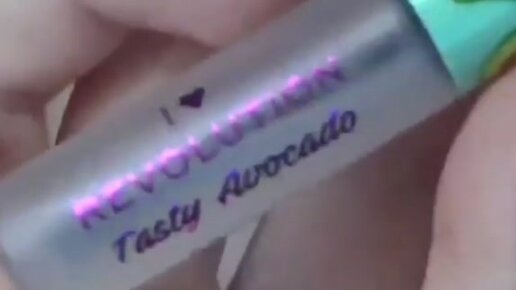 I ♥
REVOLUTION
Tasty Avocado